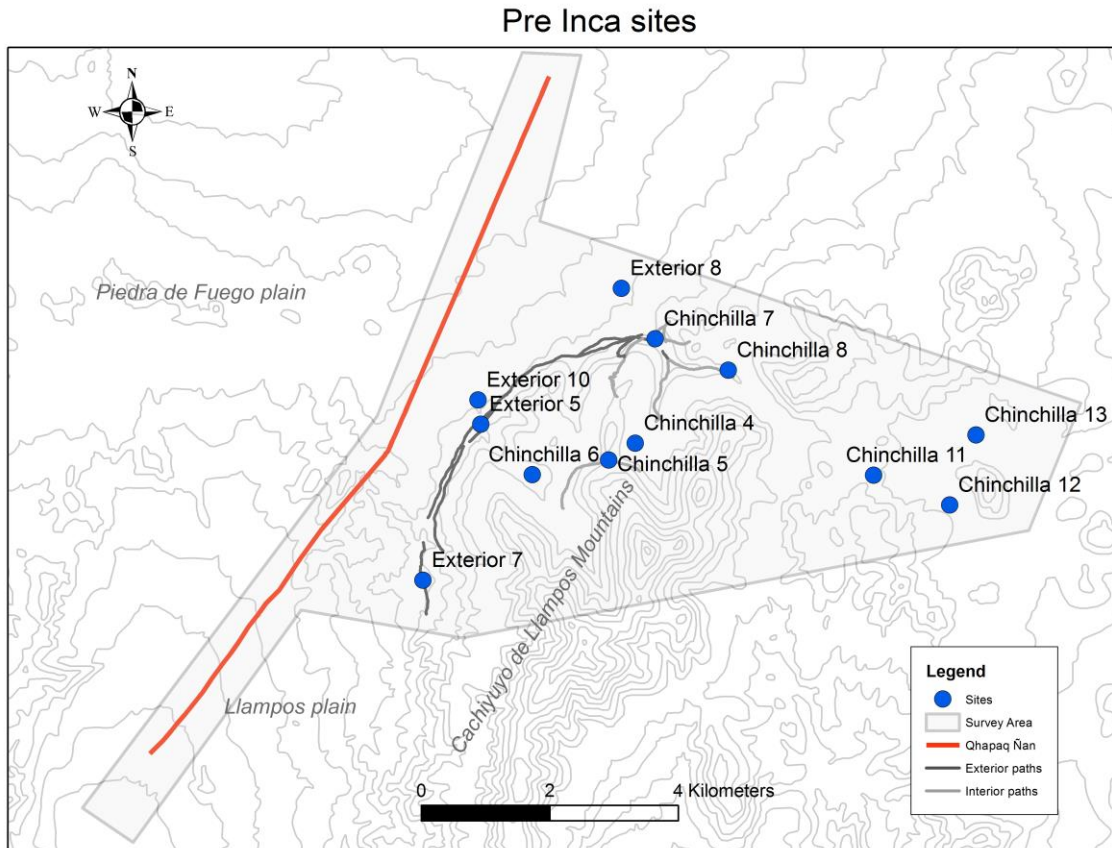 Pre Inca sites
N
W E
S
Exterior 8
Piedra de Fuego plain
Chinchilla 7
Chinchilla 8
Exterior 10
Exterior 5
Chinchilla 4
Chinchilla 13
Chinchilla 6
Chinchilla 5
Chinchilla 11
Chinchilla 12
Exterior 7
Cachiyuyo de Llampos Mountains
Llampos plain
0 2 4 Kilometers
Legend
Sites
Survey Area
Qhapaq Ñan
Exterior paths
Interior paths